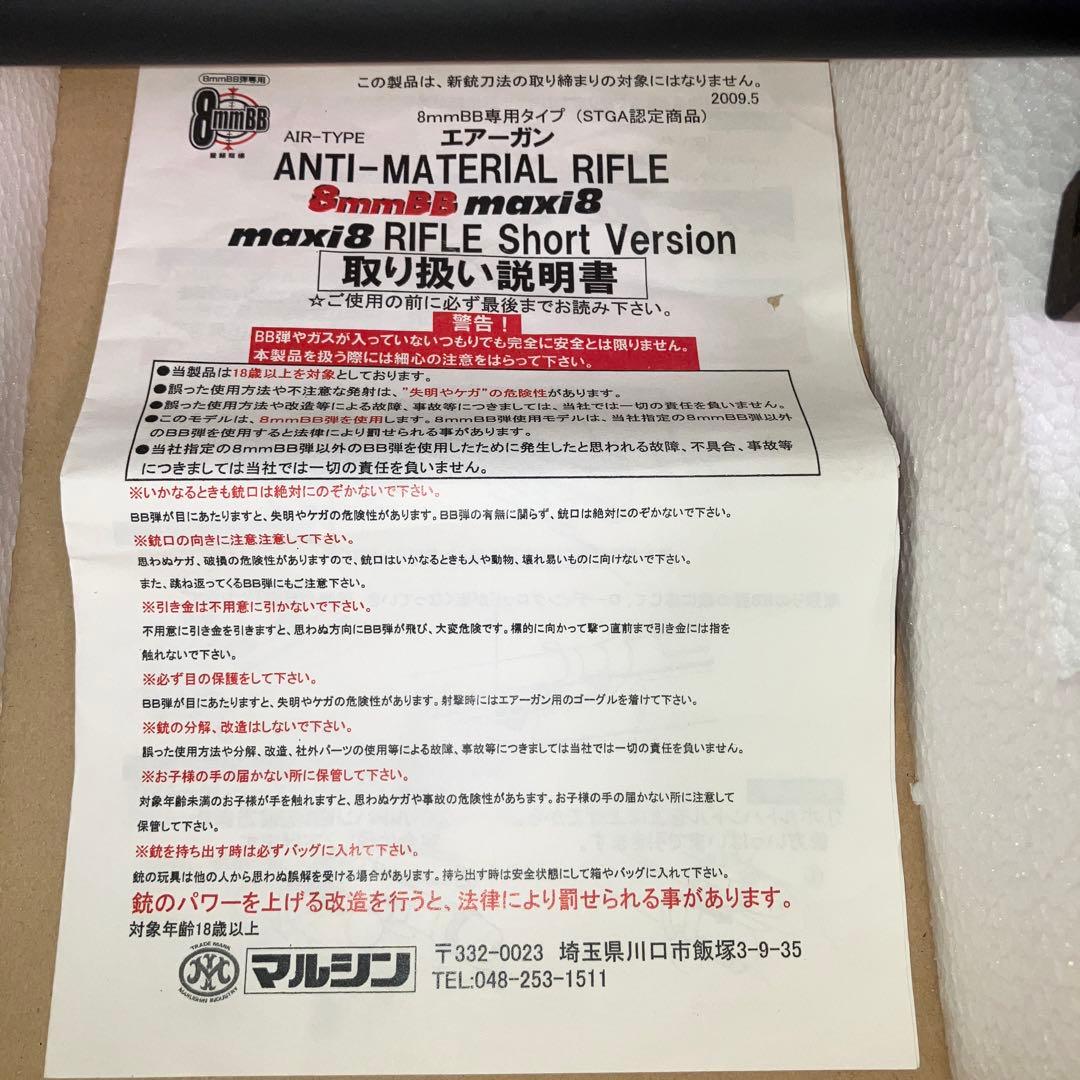 この製品は、新銃刀法の取り締まりの対象にはなりません。
2009.5
8mmBB弾専用
8mmBB
登録商標
8mmBB専用タイプ（STGA認定商品）
AIR-TYPE エアーガン
ANTI-MATERIAL RIFLE
8mmBB maxi8
maxi8 RIFLE Short Version
取り扱い説明書
☆ご使用の前に必ず最後までお読み下さい。
警告！
BB弾やガスが入っていないつもりでも完全に安全とは限りません。
本製品を扱う際には細心の注意をはらって下さい。
●当製品は18歳以上を対象としております。
●誤った使用方法や不注意な発射は、"失明やケガ"の危険性があります。
●誤った使用方法や改造等による故障、事故等につきましては、当社では一切の責任を負いません。
●このモデルは、8mmBB弾を使用します。8mmBB弾使用モデルは、当社指定の8mmBB弾以外
のBB弾を使用すると法律により罰せられる事があります。
●当社指定の8mmBB弾以外のBB弾を使用したために発生したと思われる故障、不具合、事故等
につきましては当社では一切の責任を負いません。
※いかなるときも銃口は絶対にのぞかないで下さい。
BB弾が目にあたりますと、失明やケガの危険性があります。BB弾の有無に関らず、銃口は絶対にのぞかないで下さい。
※銃口の向きに注意注意して下さい。
思わぬケガ、破損の危険性がありますので、銃口はいかなるときも人や動物、壊れ易いものに向けないで下さい。
また、跳ね返ってくるBB弾にもご注意下さい。
※引き金は不用意に引かないで下さい。
不用意に引き金を引きますと、思わぬ方向にBB弾が飛び、大変危険です。標的に向かって撃つ直前まで引き金には指を
触れないで下さい。
※必ず目の保護をして下さい。
BB弾が目にあたりますと、失明やケガの危険性があります。射撃時にはエアーガン用のゴーグルを着けて下さい。
※銃の分解、改造はしないで下さい。
誤った使用方法や分解、改造、社外パーツの使用等による故障、事故等につきましては当社では一切の責任を負いません。
※お子様の手の届かない所に保管して下さい。
対象年齢未満のお子様が手を触れますと、思わぬケガや事故の危険性があちます。お子様の手の届かない所に注意して
保管して下さい。
※銃を持ち出す時は必ずバッグに入れて下さい。
銃の玩具は他の人から思わぬ誤解を受ける場合があります。持ち出す時は安全状態にして箱やバッグに入れて下さい。
銃のパワーを上げる改造を行うと、法律により罰せられる事があります。
対象年齢18歳以上
TRADE MARK
MARUSHIN INDUSTRY
マルシン
〒332-0023 埼玉県川口市飯塚3-9-35
TEL:048-253-1511